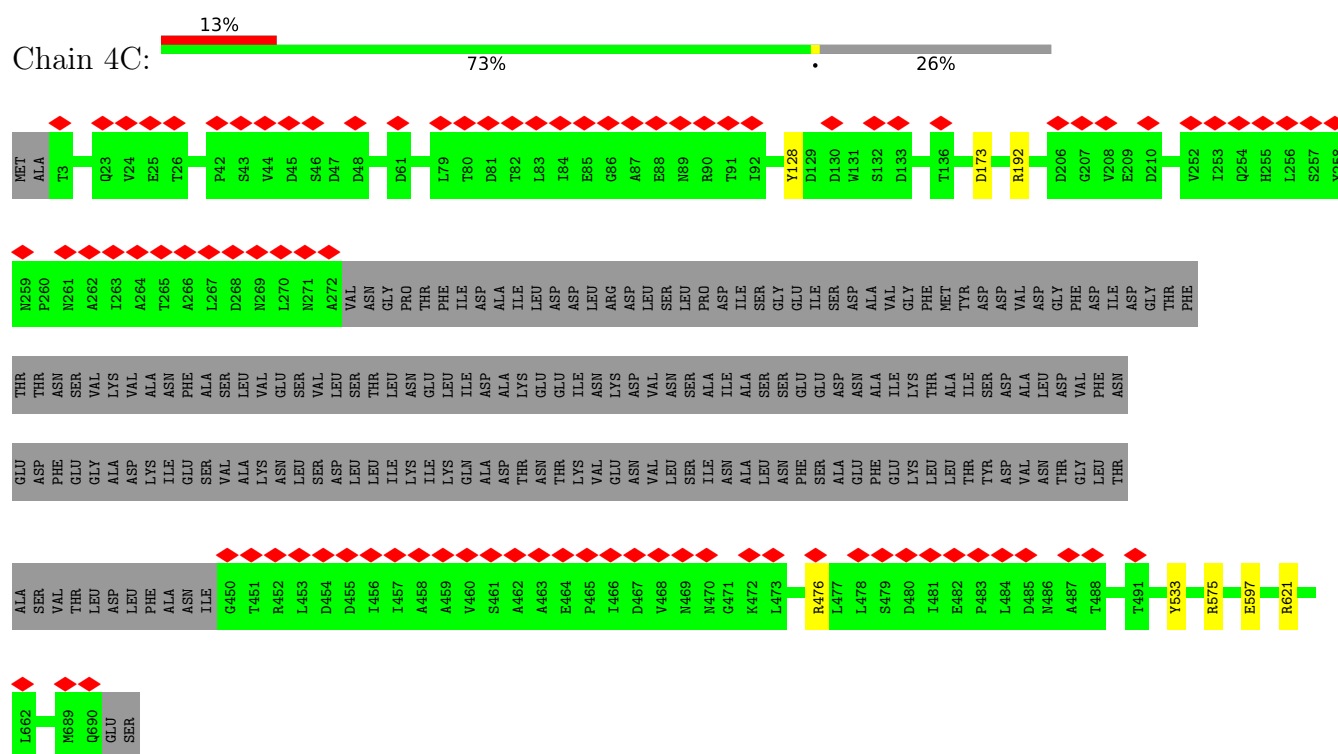 13%
Chain 4C:
73% • 26%
MET ALA T3 Q23 V24 E25 T26 P42 S43 V44 D45 S46 D47 D48 D61 L79 T80 D81 T82 L83 I84 E85 G86 A87 E88 N89 R90 T91 I92 Y128 D129 D130 W131 S132 D133 T136 D173 R192 D206 G207 V208 E209 D210 V252 I253 Q254 H255 L256 S257 Y258
N259 P260 N261 A262 I263 A264 T265 A266 L267 D268 N269 L270 N271 A272 VAL ASN GLY PRO THR PHE ILE ASP ALA ILE LEU ASP ASP LEU ARG ASP LEU SER LEU PRO ASP ILE SER GLY GLU ILE SER ASP ALA VAL GLY PHE MET TYR ASP ASP VAL ASP GLY PHE ASP ILE ASP GLY THR PHE
THR THR ASN SER VAL LYS VAL ALA ASN PHE ALA SER LEU VAL GLU SER VAL LEU SER THR LEU ASN GLU LEU ILE ASP ALA LYS GLU GLU ILE ASN LYS ASP VAL ASN SER ALA ILE ALA SER SER GLU GLU ASP ASN ALA ILE LYS THR ALA ILE SER ASP ALA LEU ASP VAL PHE ASN
GLU ASP PHE GLU GLY ALA ASP LYS ILE GLU SER VAL ALA LYS ASN LEU SER ASP LEU LEU ILE LYS ILE LYS GLN ALA ASP THR ASN THR LYS VAL GLU ASN VAL LEU SER ILE ASN ALA LEU ASN PHE SER ALA GLU PHE GLU LYS LEU LEU THR TYR ASP VAL ASN THR GLY LEU THR
ALA SER VAL THR LEU ASP LEU PHE ALA ASN ILE G450 T451 R452 L453 D454 D455 I456 I457 A458 A459 V460 S461 A462 A463 E464 P465 I466 D467 V468 N469 N470 G471 K472 L473 R476 L477 L478 S479 D480 I481 E482 P483 L484 D485 N486 A487 T488 T491 Y533 R575 E597 R621
L662 M689 Q690 GLU SER